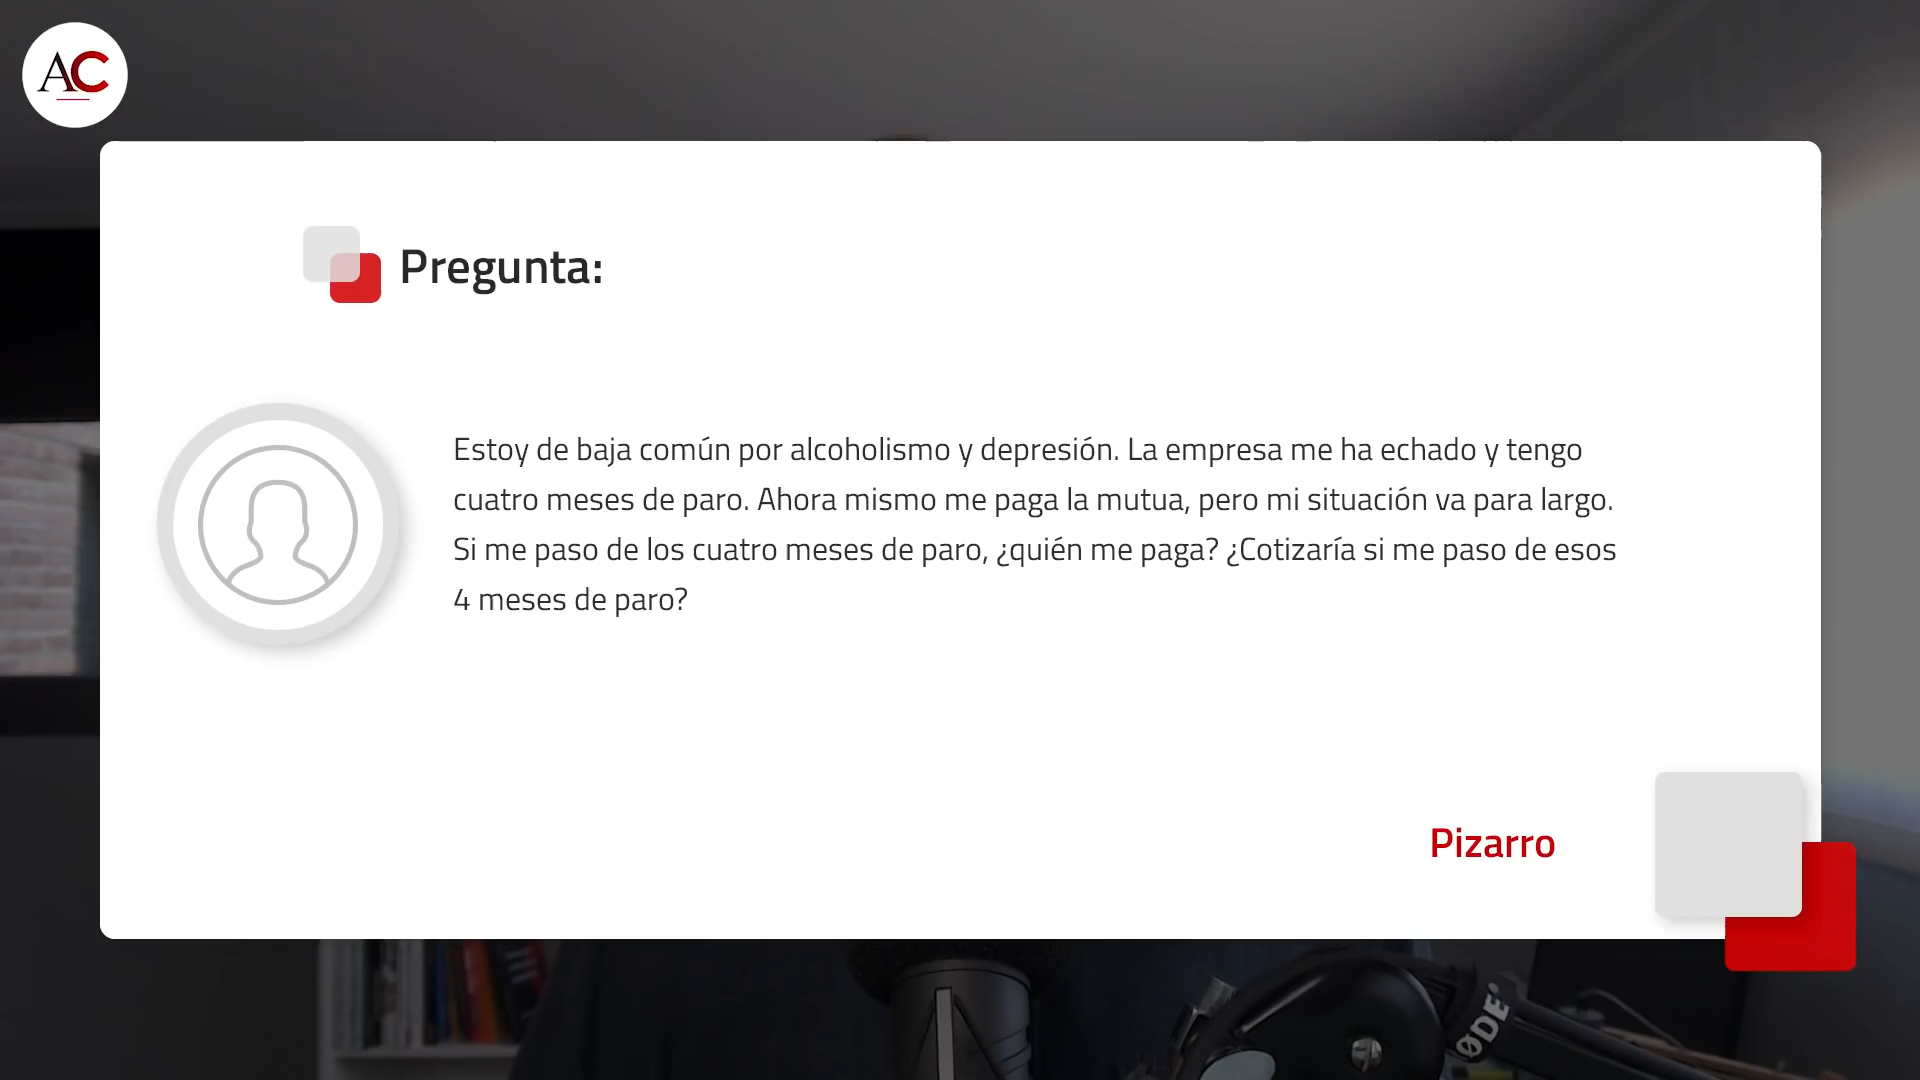 AC
Pregunta:
Estoy de baja común por alcoholismo y depresión. La empresa me ha echado y tengo
cuatro meses de paro. Ahora mismo me paga la mutua, pero mi situación va para largo.
Si me paso de los cuatro meses de paro, ¿quién me paga? ¿Cotizaría si me paso de esos
4 meses de paro?
Pizarro
RØDE